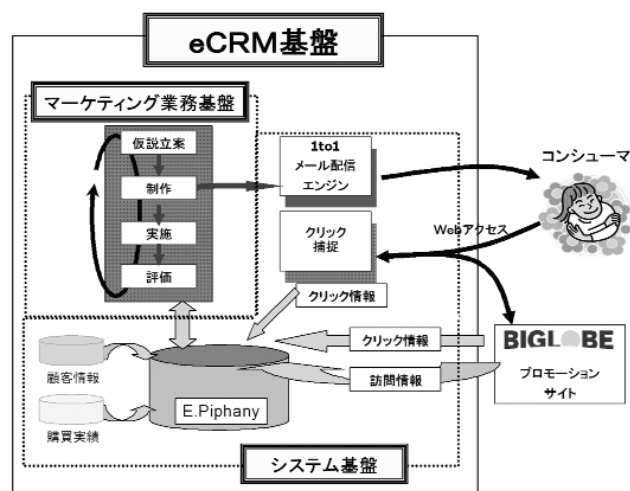 eCRM基盤
マーケティング業務基盤
仮説立案
制作
実施
評価
1to1
メール配信
エンジン
コンシューマ
クリック
捕捉
Webアクセス
クリック情報
クリック情報
訪問情報
BIGLOBE
プロモーション
サイト
顧客情報
購買実績
E.Piphany
システム基盤